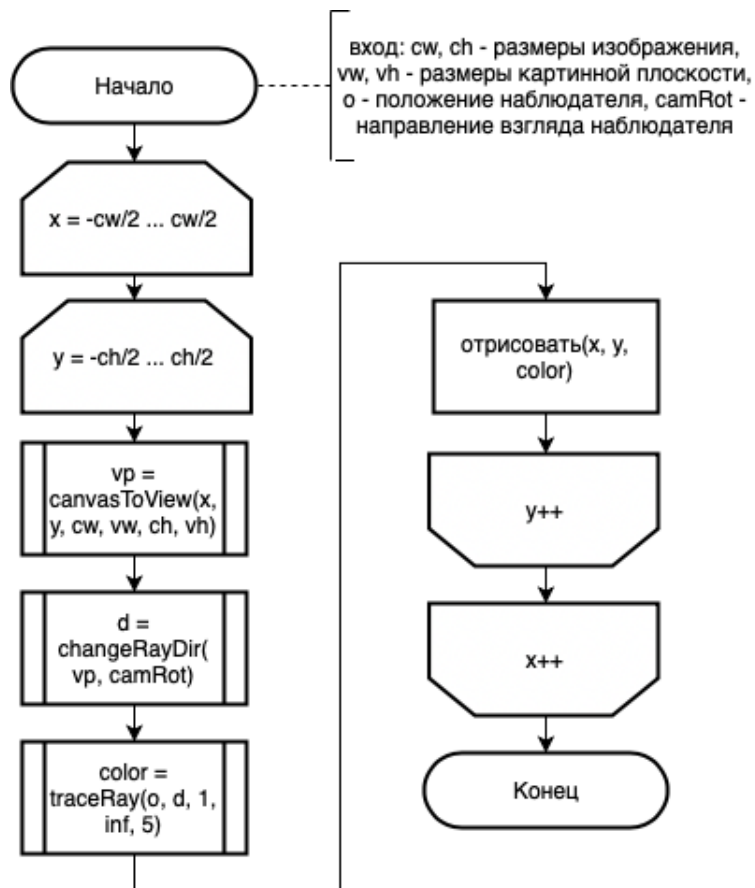 Начало
вход: cw, ch - размеры изображения,
vw, vh - размеры картинной плоскости,
o - положение наблюдателя, camRot -
направление взгляда наблюдателя
x = -cw/2 ... cw/2
y = -ch/2 ... ch/2
vp =
canvasToView(x,
y, cw, vw, ch, vh)
d =
changeRayDir(
vp, camRot)
color =
traceRay(o, d, 1,
inf, 5)
отрисовать(x, y,
color)
y++
x++
Конец